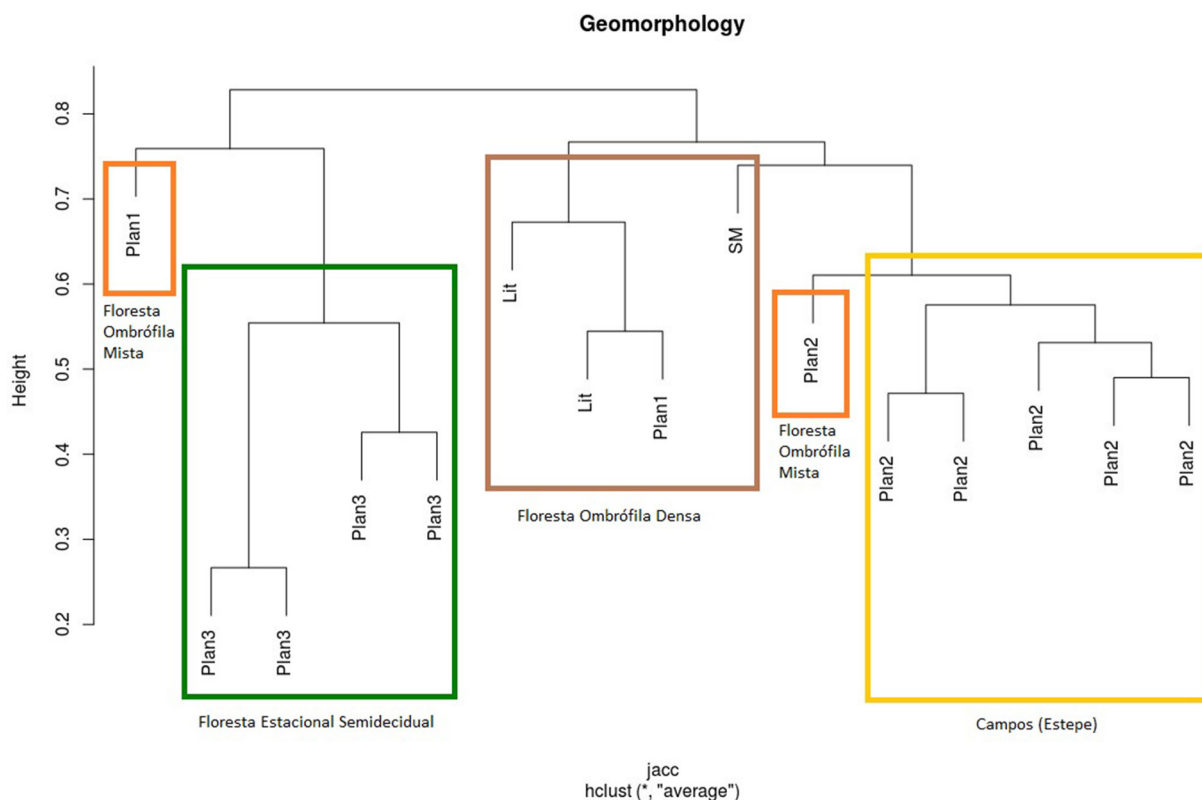 Geomorphology
Height
0.8
0.7
0.6
0.5
0.4
0.3
0.2
Plan1
Floresta
Ombrófila
Mista
Plan3
Plan3
Plan3
Plan3
Floresta Estacional Semidecidual
Lit
Lit
Plan1
SM
Floresta Ombrófila Densa
Plan2
Floresta
Ombrófila
Mista
Plan2
Plan2
Plan2
Plan2
Plan2
Campos (Estepe)
jacc
hclust (*, "average")